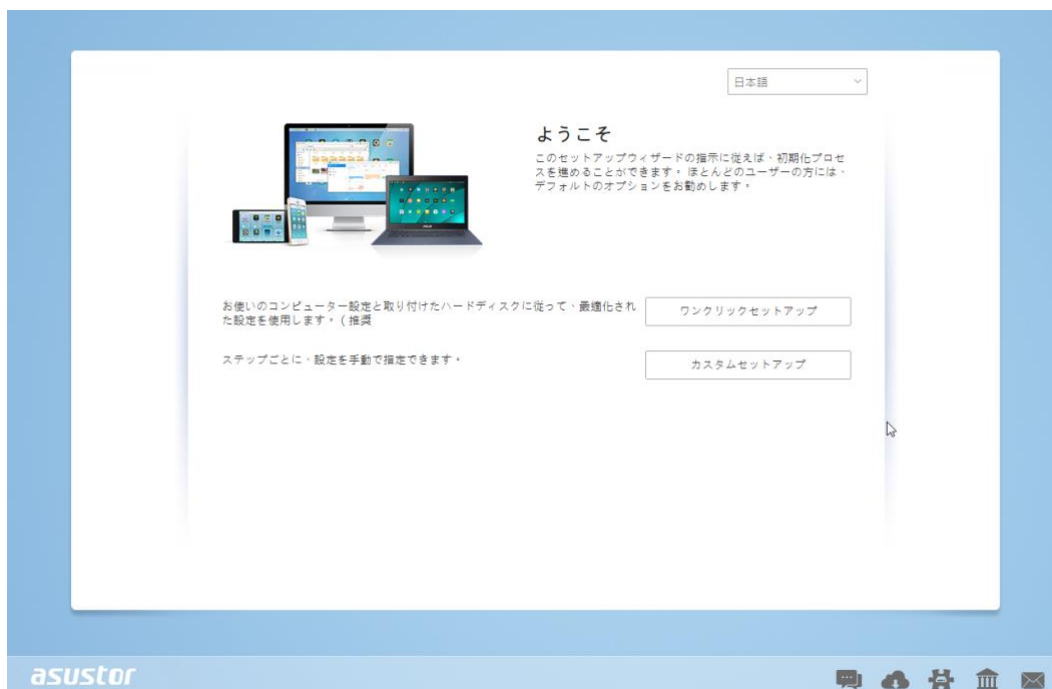 日本語
ようこそ
このセットアップウィザードの指示に従えば、初期化プロセ
スを進めることができます。ほとんどのユーザーの方には、
デフォルトのオプションをお勧めします。
お使いのコンピューター設定と取り付けたハードディスクに従って、最適化され
た設定を使用します。(推奨
ワンクリックセットアップ
ステップごとに、設定を手動で指定できます。
カスタムセットアップ
asustor